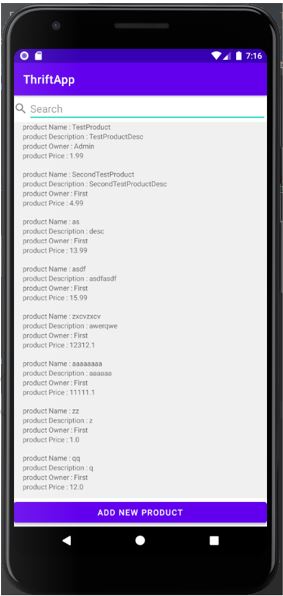 7:16
ThriftApp
Search
product Name : TestProduct
product Description : TestProductDesc
product Owner : Admin
product Price : 1.99
product Name : SecondTestProduct
product Description : SecondTestProductDesc
product Owner : First
product Price : 4.99
product Name : as
product Description : desc
product Owner : First
product Price : 13.99
product Name : asdf
product Description : asdfasdf
product Owner : First
product Price : 15.99
product Name : zxcvzxcv
product Description : awerqwe
product Owner : First
product Price : 12312.1
product Name : aaaaaaaa
product Description : aaaaaa
product Owner : First
product Price : 11111.1
product Name : zz
product Description : z
product Owner : First
product Price : 1.0
product Name : qq
product Description : q
product Owner : First
product Price : 12.0
ADD NEW PRODUCT